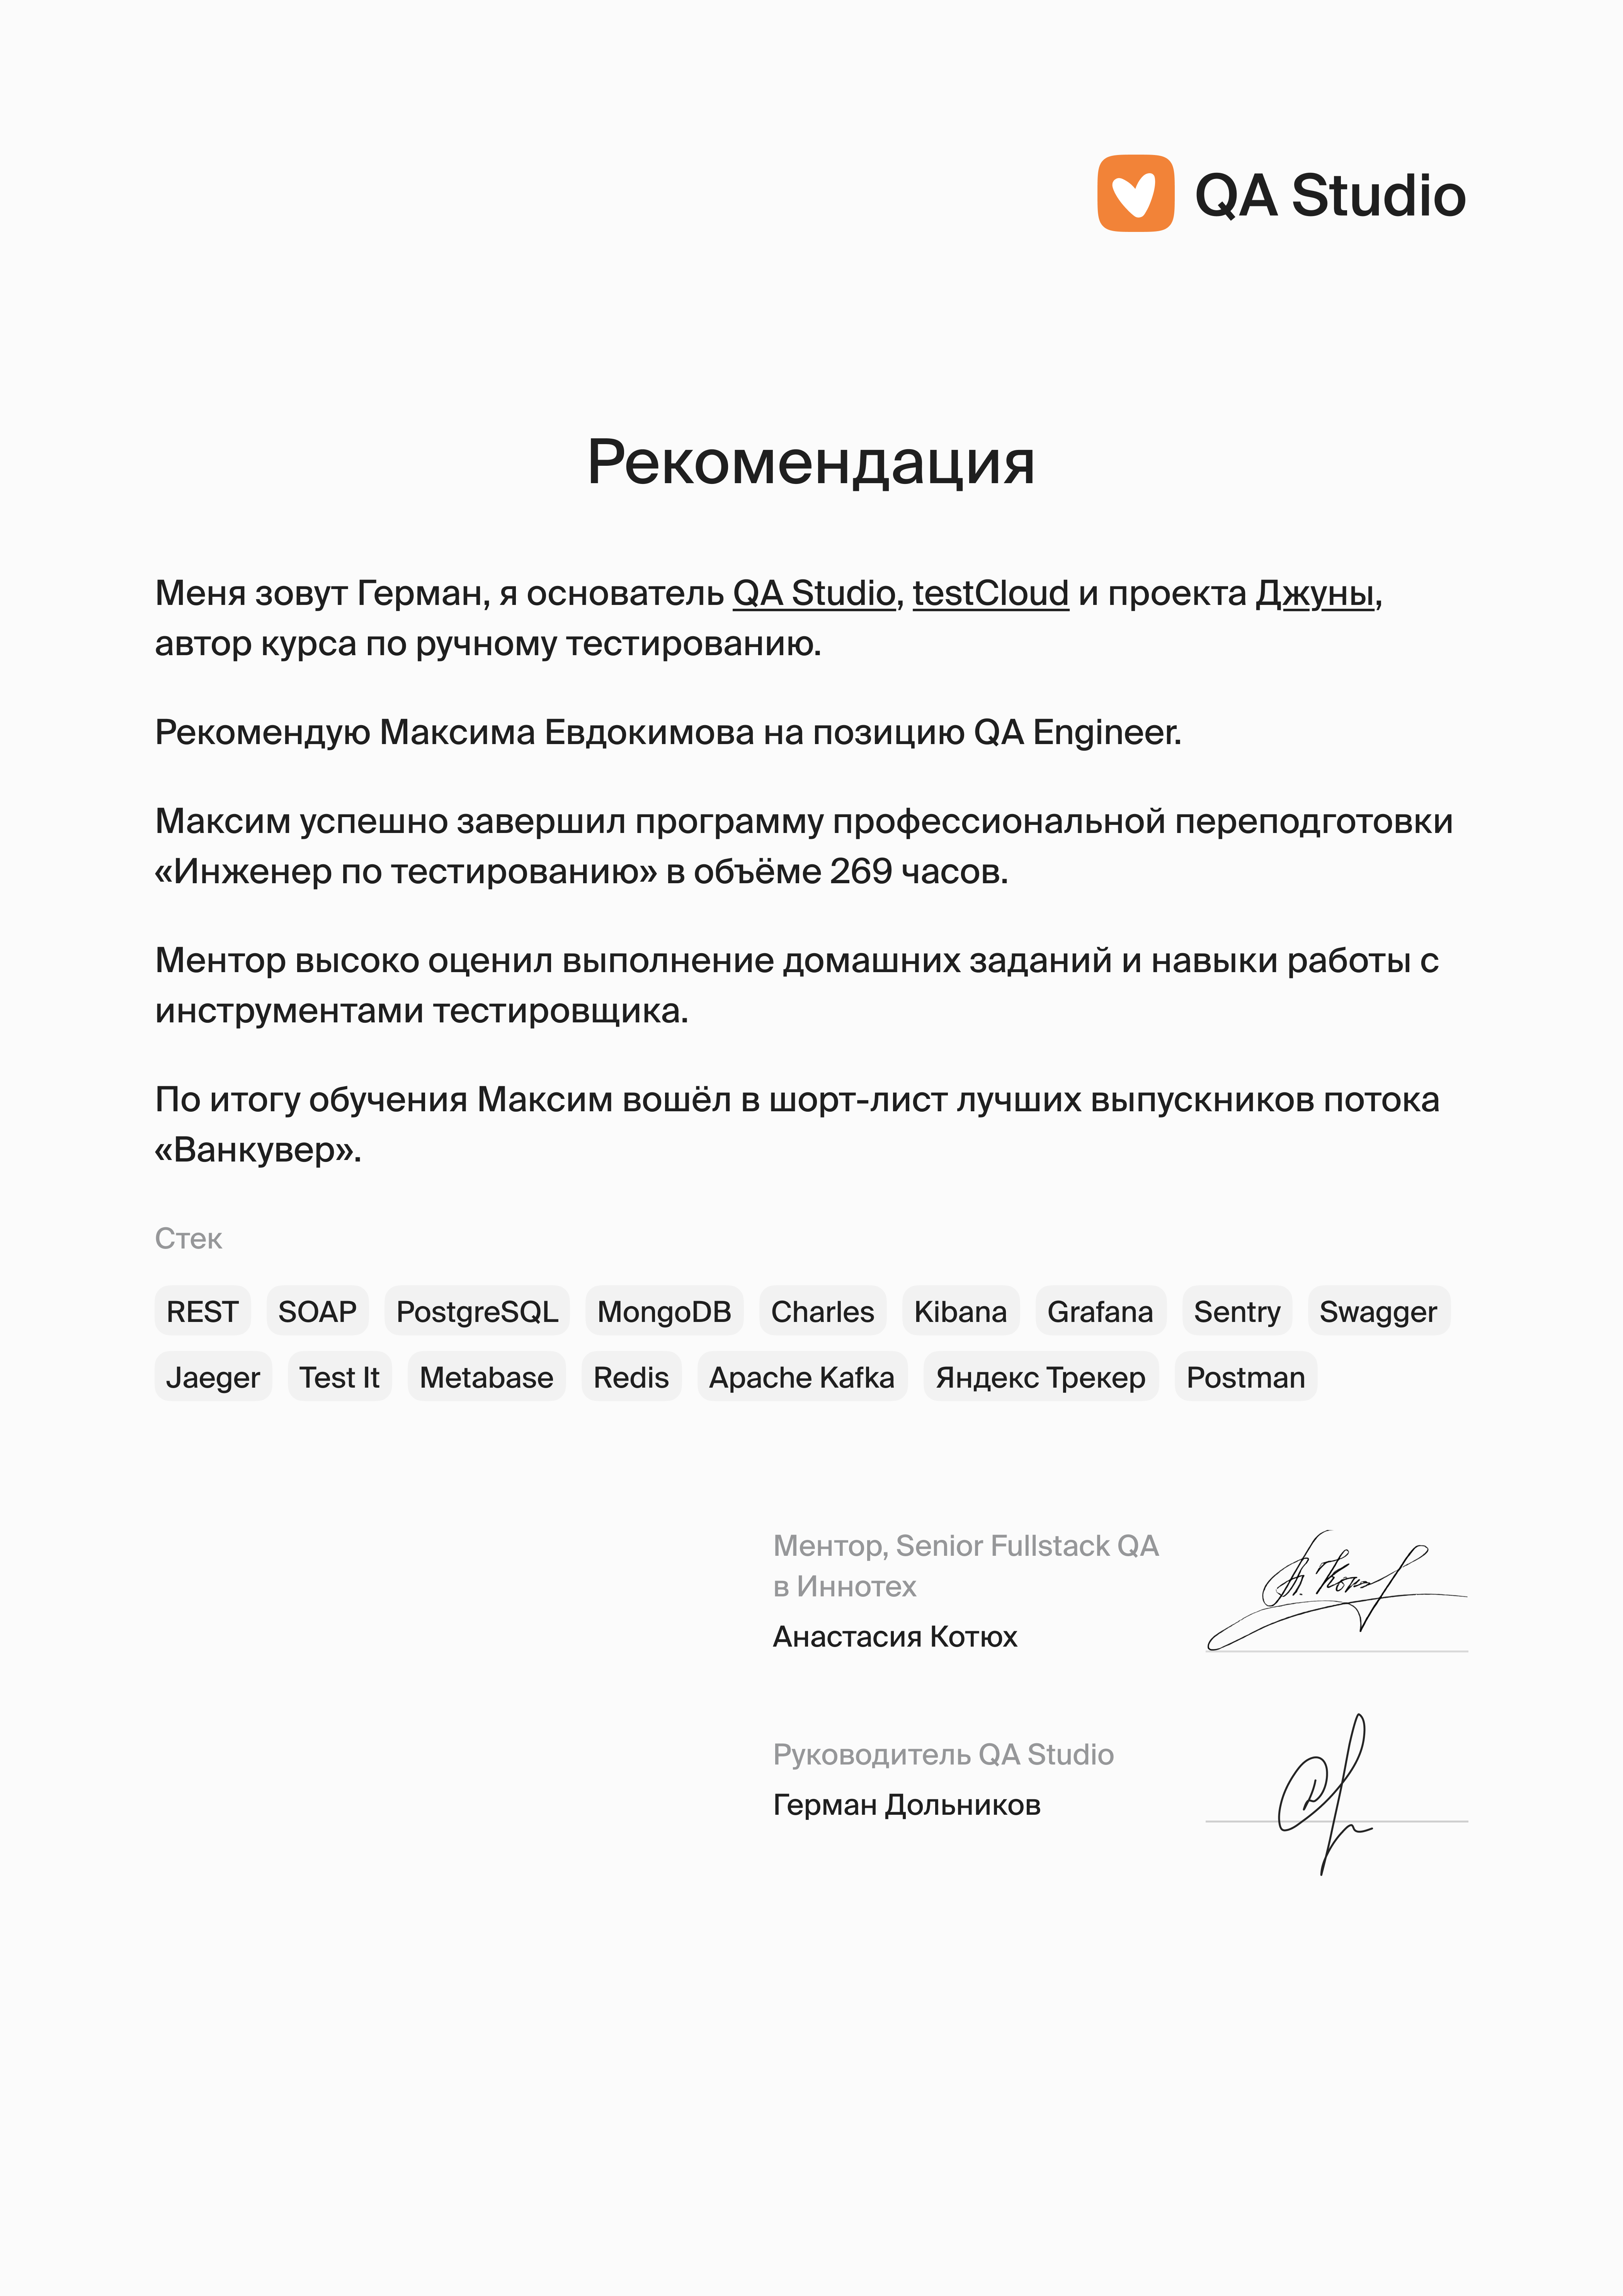 QA Studio
Рекомендация
Меня зовут Герман, я основатель QA Studio, testCloud и проекта Джуны,
автор курса по ручному тестированию.
Рекомендую Максима Евдокимова на позицию QA Engineer.
Максим успешно завершил программу профессиональной переподготовки
«Инженер по тестированию» в объёме 269 часов.
Ментор высоко оценил выполнение домашних заданий и навыки работы с
инструментами тестировщика.
По итогу обучения Максим вошёл в шорт-лист лучших выпускников потока
«Ванкувер».
Стек
REST SOAP PostgreSQL MongoDB Charles Kibana Grafana Sentry Swagger
Jaeger Test It Metabase Redis Apache Kafka Яндекс Трекер Postman
Ментор, Senior Fullstack QA
в Иннотех
Анастасия Котюх
Руководитель QA Studio
Герман Дольников